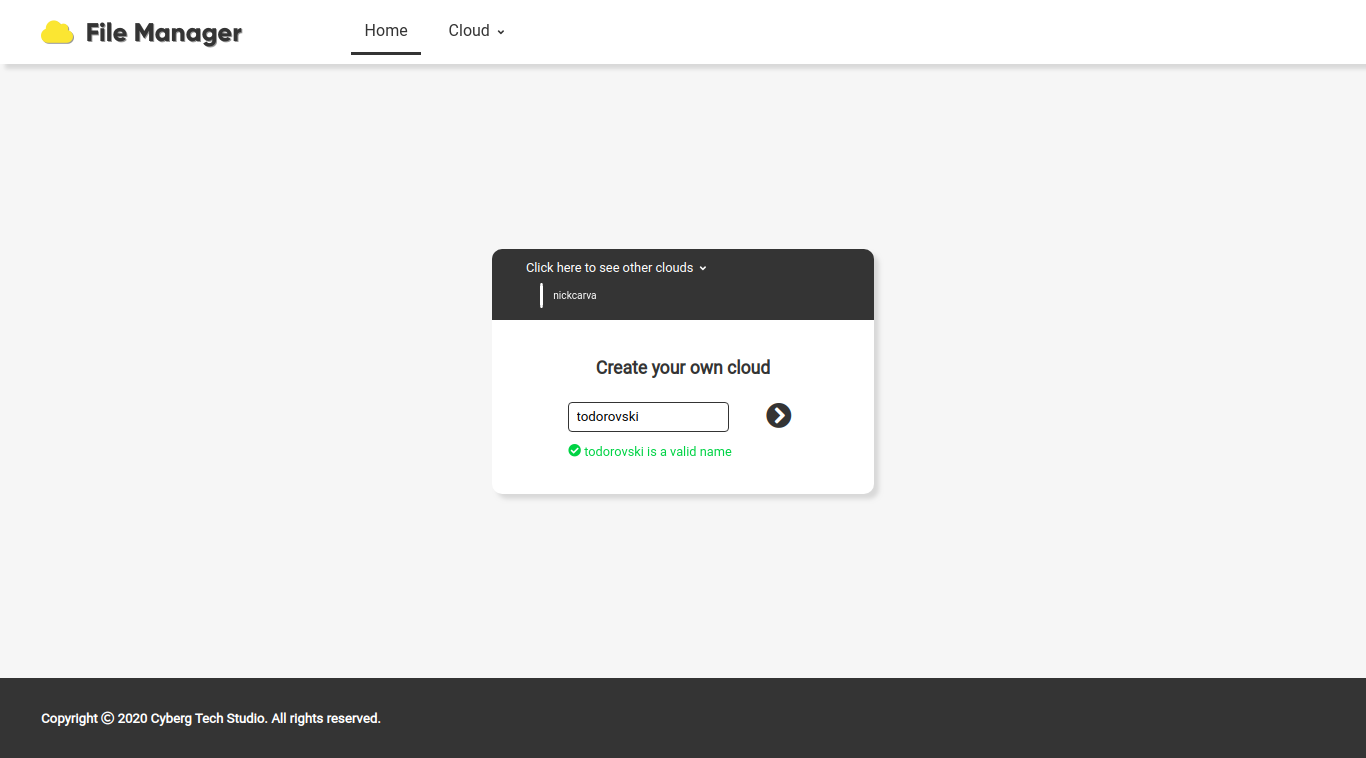 File Manager
Home
Cloud
Click here to see other clouds
nickcarva
Create your own cloud
todorovski
todorovski is a valid name
Copyright © 2020 Cyberg Tech Studio. All rights reserved.